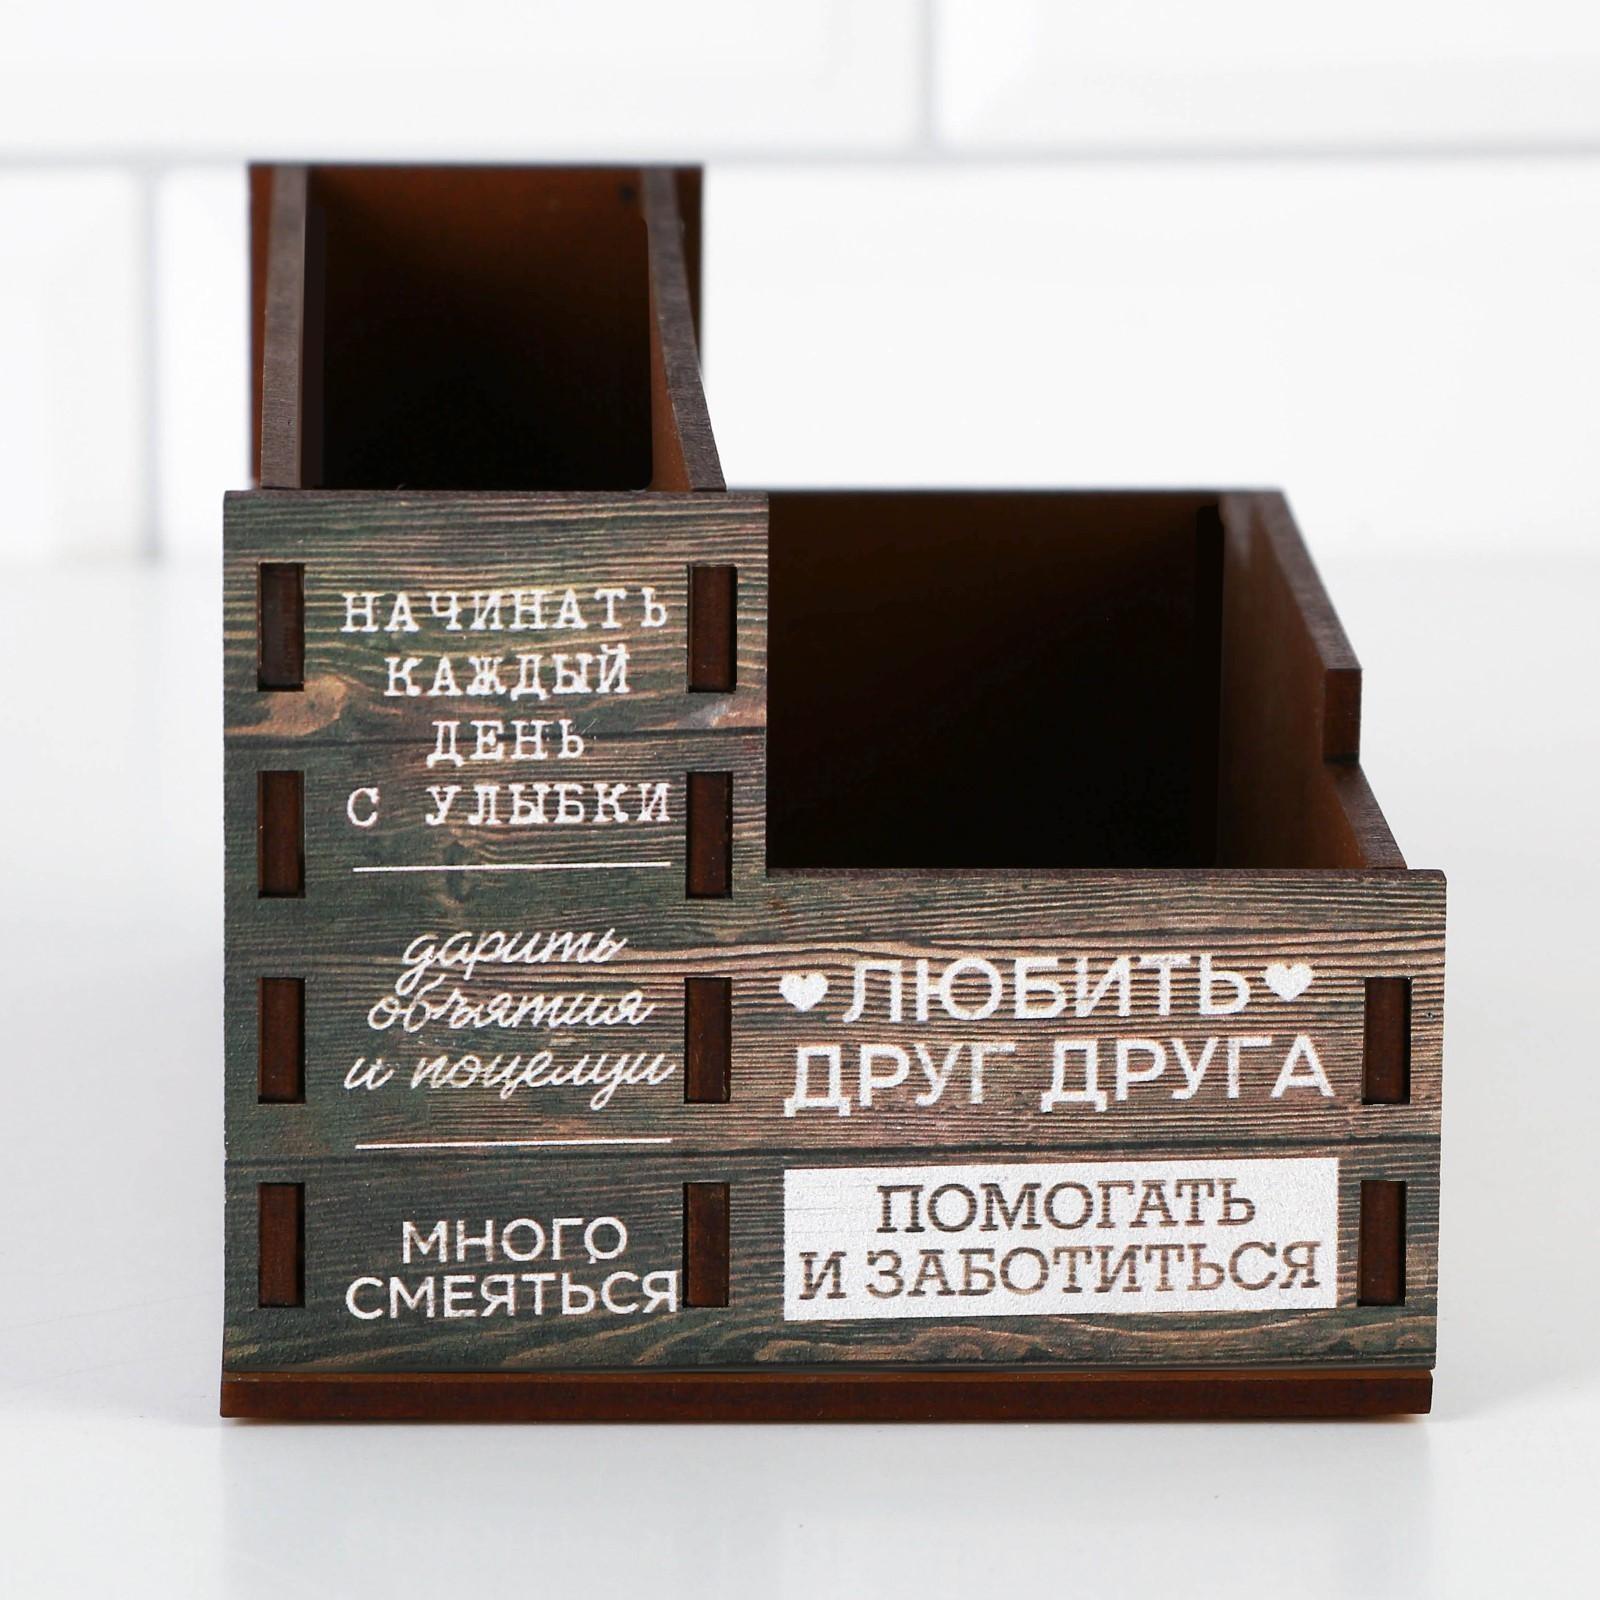 НАЧИНАТЬ
КАЖДЫЙ
ДЕНЬ
С УЛЫБКИ
дарить
объятия
и поцелуи
МНОГО
СМЕЯТЬСЯ
ЛЮБИТЬ
ДРУГ ДРУГА
ПОМОГАТЬ
И ЗАБОТИТЬСЯ